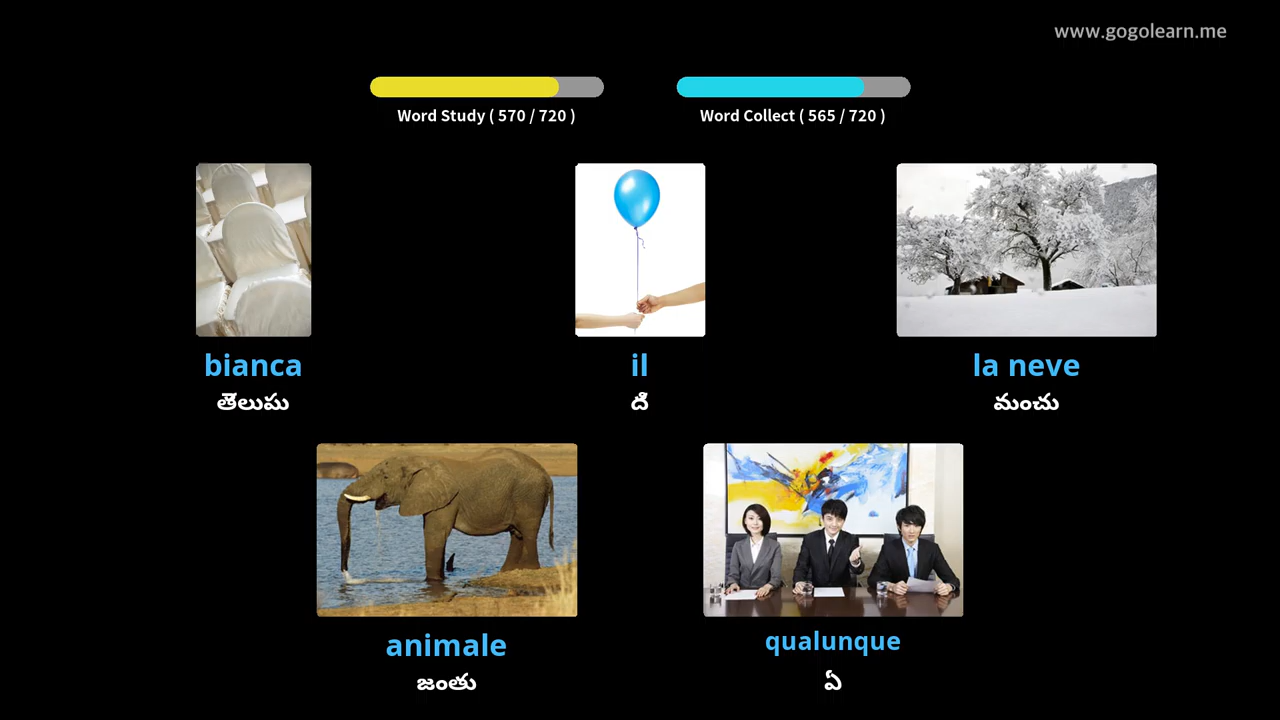 www.gogolearn.me
Word Study ( 570 / 720 )
Word Collect ( 565 / 720 )
bianca
తెలుపు
il
ది
la neve
మంచు
animale
జంతు
qualunque
ఏ